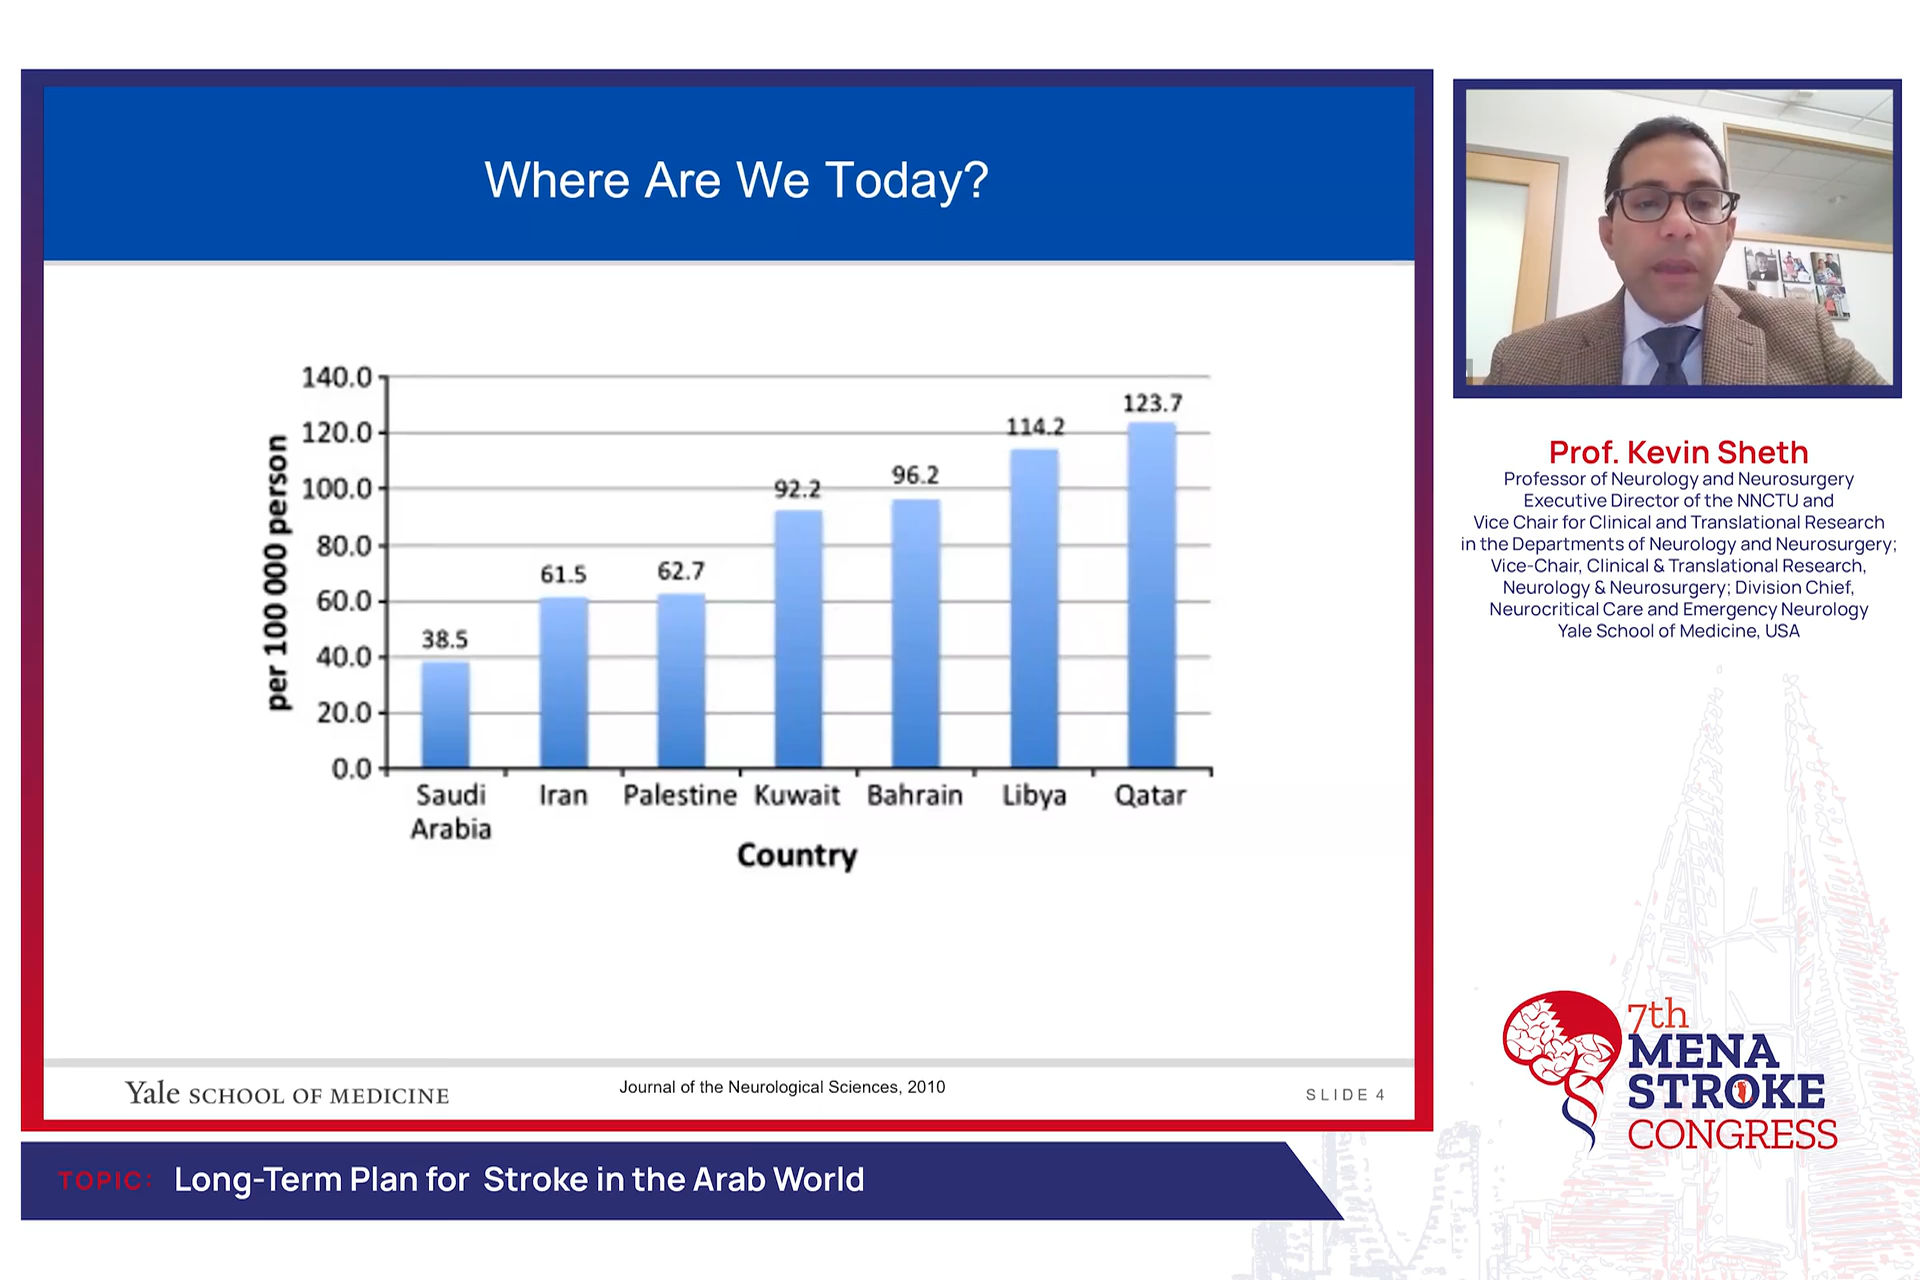 Where Are We Today?
140.0
120.0
100.0
80.0
60.0
40.0
20.0
0.0
per 100 000 person
38.5
61.5
62.7
92.2
96.2
114.2
123.7
Saudi Arabia
Iran
Palestine
Kuwait
Bahrain
Libya
Qatar
Country
Yale SCHOOL OF MEDICINE
Journal of the Neurological Sciences, 2010
SLIDE 4
TOPIC: Long-Term Plan for Stroke in the Arab World
Prof. Kevin Sheth
Professor of Neurology and Neurosurgery
Executive Director of the NNCTU and
Vice Chair for Clinical and Translational Research
in the Departments of Neurology and Neurosurgery;
Vice-Chair, Clinical & Translational Research,
Neurology & Neurosurgery; Division Chief,
Neurocritical Care and Emergency Neurology
Yale School of Medicine, USA
7th
MENA
STROKE
CONGRESS